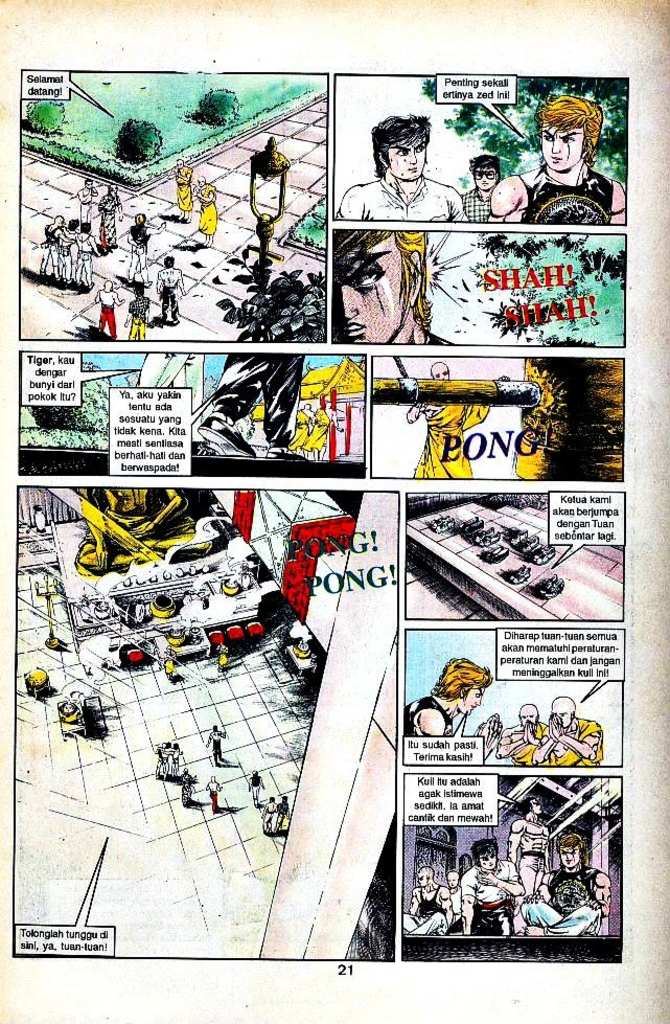 Selamat
datang!
Penting sekali
ertinya zed ini!
SHAH!
SHAH!
Tiger, kau
dengar
bunyi dari
pokok itu?
Ya, aku yakin
tentu ada
sesuatu yang
tidak kena. Kita
mesti sentiasa
berhati-hati dan
berwaspada!
PONG!
PONG!
PONG!
Tolonglah tunggu di
sini, ya, tuan-tuan!
Ketua kami
akan berjumpa
dengan Tuan
sebentar lagi.
Diharap tuan-tuan semua
akan mematuhi peraturan-
peraturan kami dan jangan
meninggalkan kuil ini!
Itu sudah pasti.
Terima kasih!
Kuil itu adalah
agak istimewa
sedikit. Ia amat
cantik dan mewah!
21